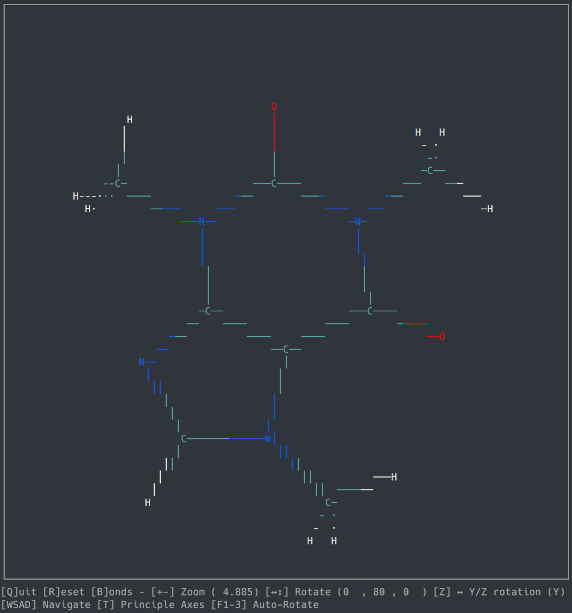 H
O
H H
C
C C
H H
H
N N
C C
O
C
N
C N
H
H C
H H
[Q]uit [R]eset [B]onds - [+-] Zoom ( 4.885) [↔↕] Rotate (0 , 80 , 0 ) [Z] ↔ Y/Z rotation (Y)
[WSAD] Navigate [T] Principle Axes [F1-3] Auto-Rotate